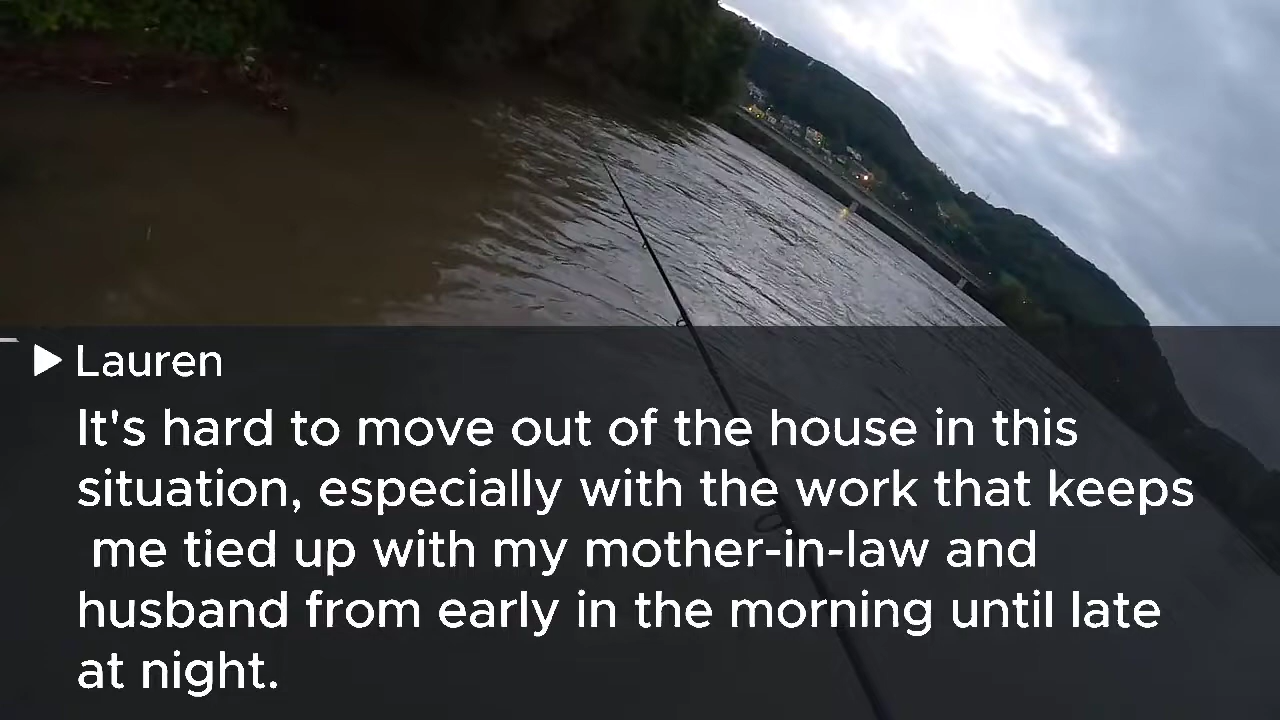 Lauren
It's hard to move out of the house in this
situation, especially with the work that keeps
me tied up with my mother-in-law and
husband from early in the morning until late
at night.